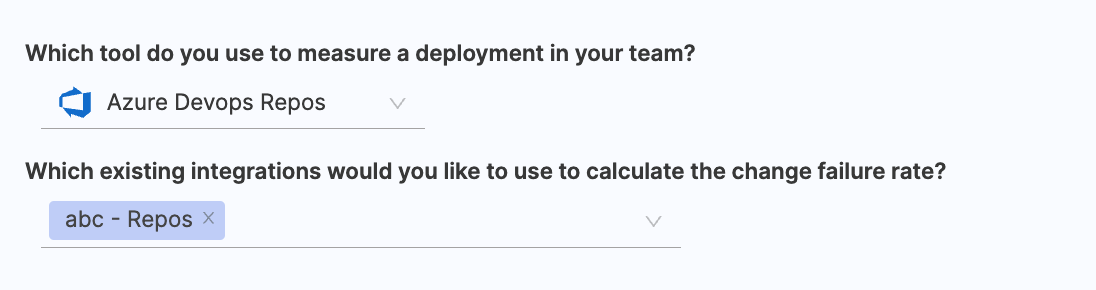 Which tool do you use to measure a deployment in your team?
Azure Devops Repos
Which existing integrations would you like to use to calculate the change failure rate?
abc - Repos